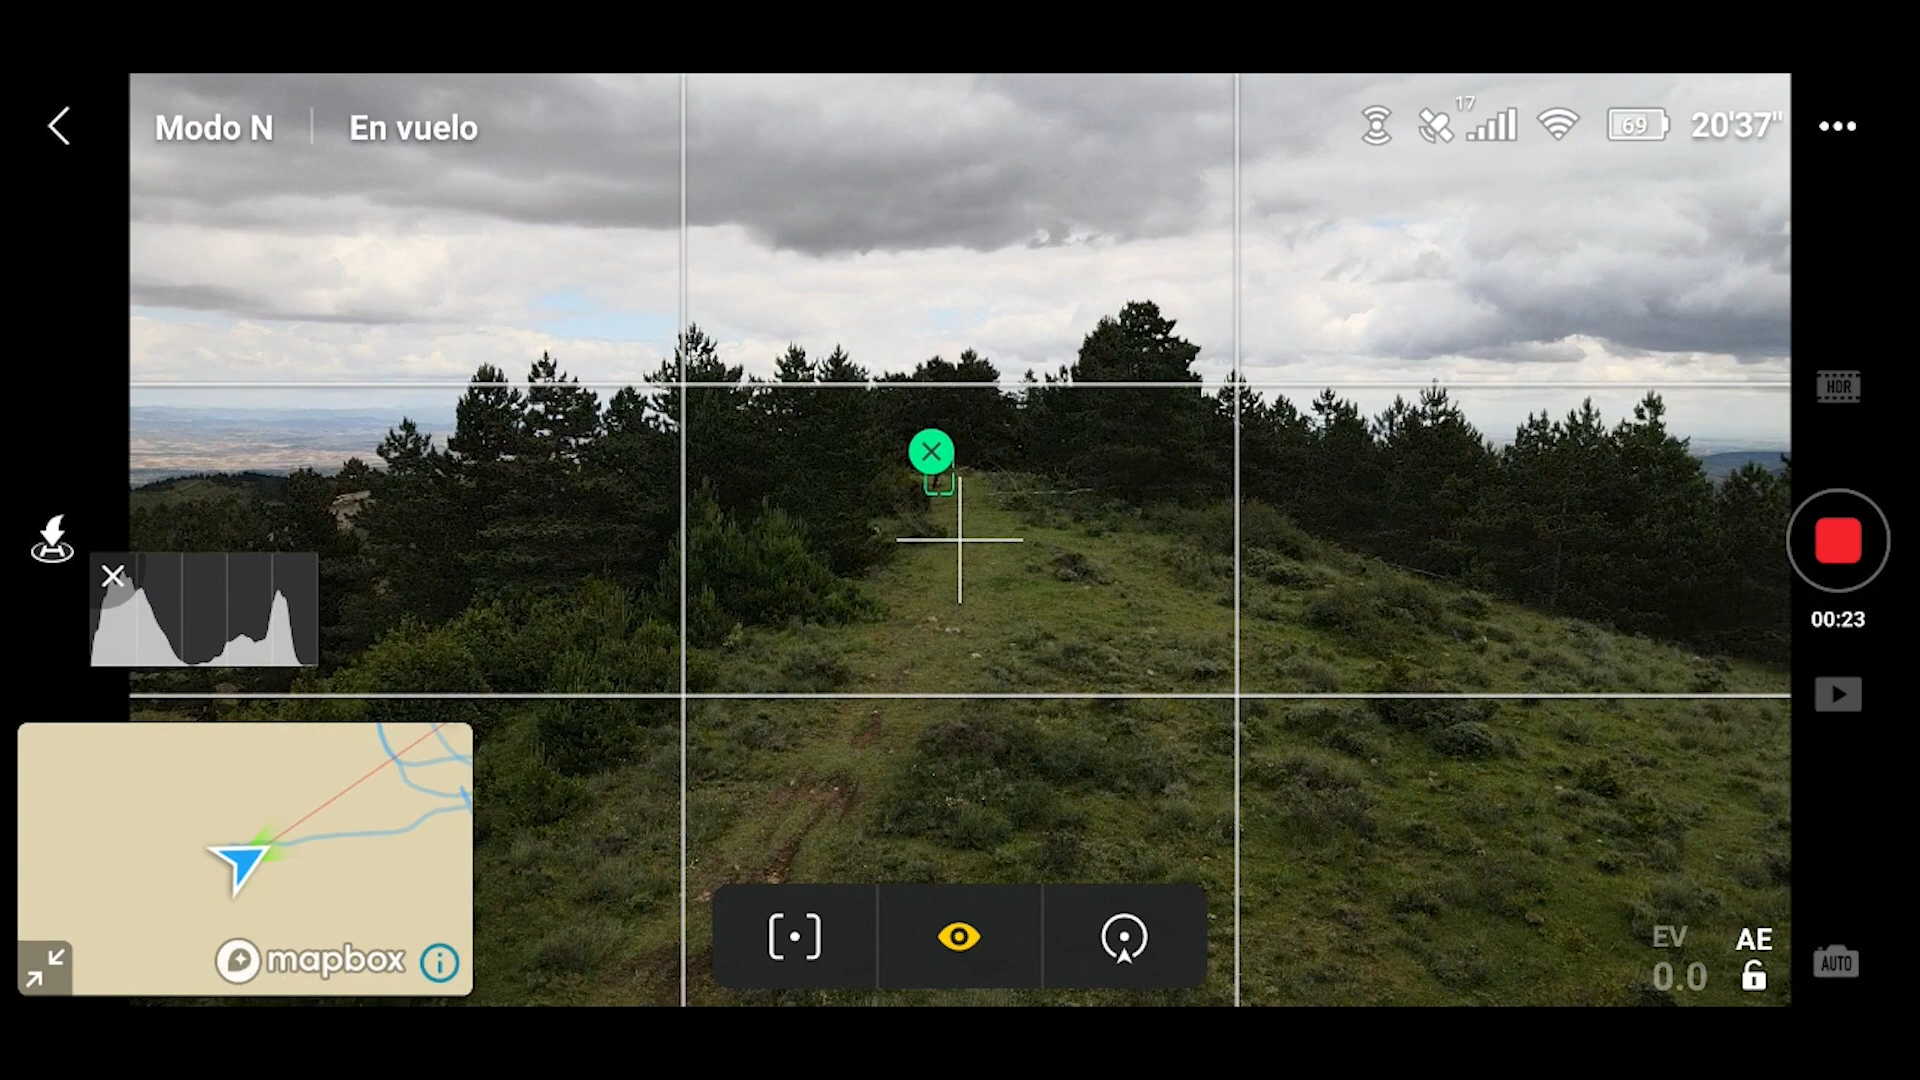 Modo N
En vuelo
17
69
20'37"
HDR
00:23
mapbox
i
EV
AE
0.0
AUTO